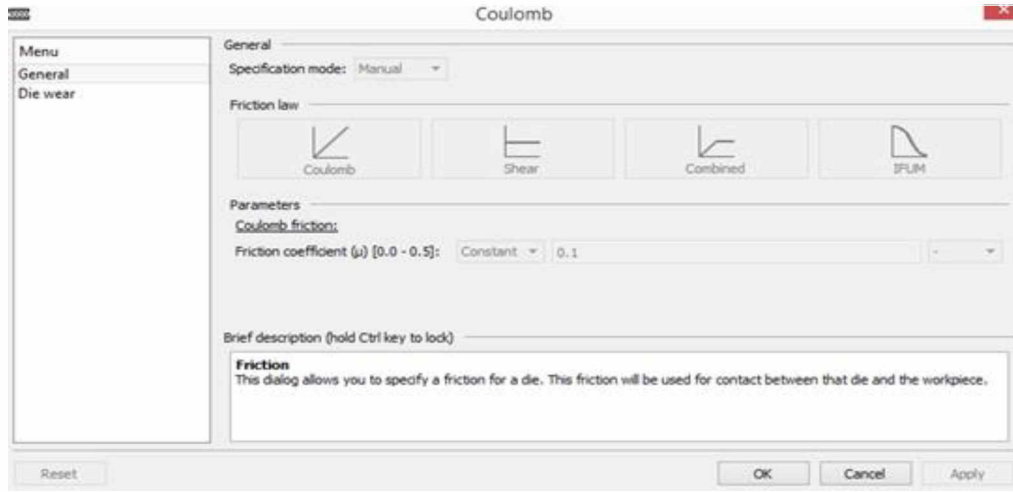 Coulomb
Menu
General
Die wear
General
Specification mode: Manual
Friction law
Coulomb Shear Combined IFUM
Parameters
Coulomb friction:
Friction coefficient (μ) [0.0 - 0.5]: Constant 0.1 -
Brief description (hold Ctrl key to lock)
Friction
This dialog allows you to specify a friction for a die. This friction will be used for contact between that die and the workpiece.
Reset OK Cancel Apply